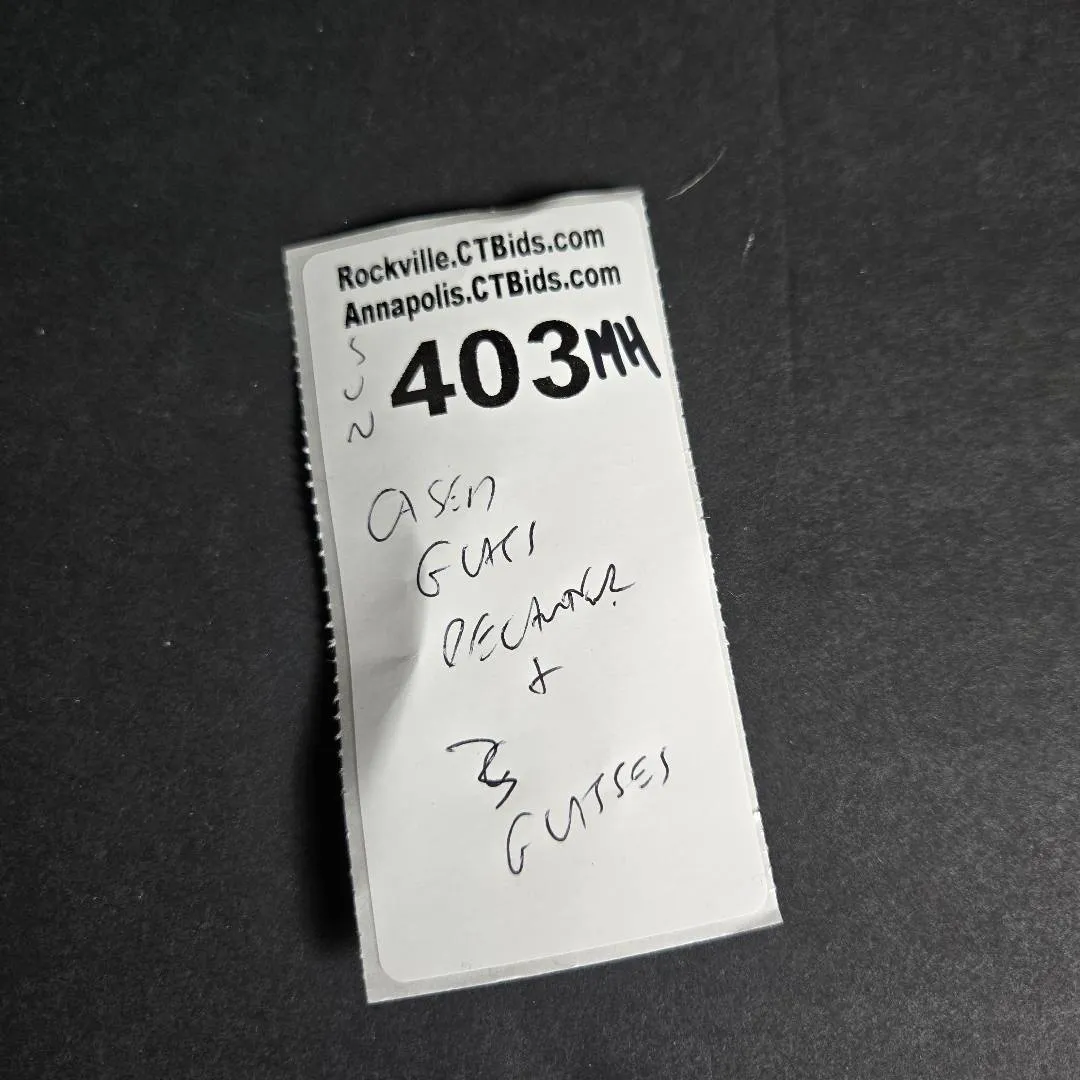 Rockville.CTBids.com
Annapolis.CTBids.com
SUN
403MH
CASED
GLASS
DECANTER
+
3
GLASSES